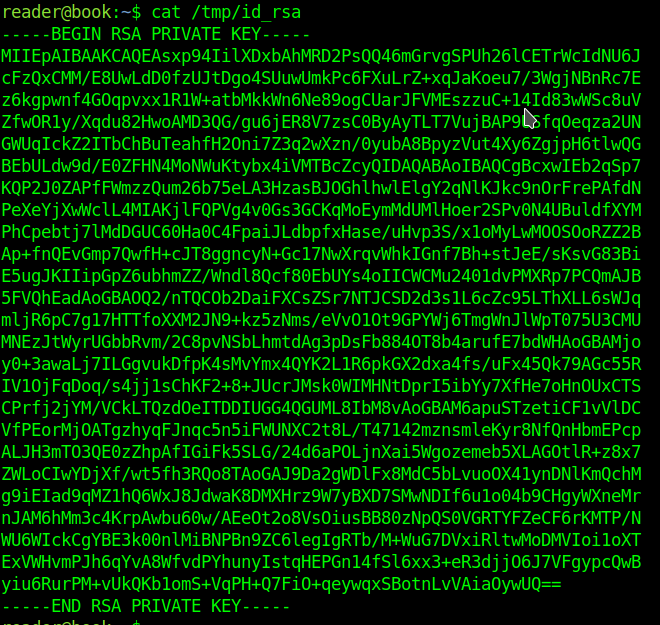 reader@book:~$ cat /tmp/id_rsa
-----BEGIN RSA PRIVATE KEY-----
MIIEpAIBAAKCAQEAsxp94IilXDxbAhMRD2PsQQ46mGrvgSPUh26lCETrWcIdNU6J
cFzQxCMM/E8UwLdD0fzUJtDgo4SUuwUmkPc6FXuLrZ+xqJaKoeu7/3WgjNBnRc7E
z6kgpwnf4GOqpvxx1R1W+atbMkkWn6Ne89ogCUarJFVMEszzuC+14Id83wWSc8uV
ZfwOR1y/Xqdu82HwoAMD3QG/gu6jER8V7zsC0ByAyTLT7VujBAP9 fqOeqza2UN
GWUqIckZ2ITbChBuTeahfH2Oni7Z3q2wXzn/0yubA8BpyzVut4Xy6ZgjpH6tlwQG
BEbULdw9d/E0ZFHN4MoNWuKtybx4iVMTBcZcyQIDAQABAoIBAQCgBcxwIEb2qSp7
KQP2J0ZAPfFWmzzQum26b75eLA3HzasBJOGhlhwlElgY2qNlKJkc9nOrFrePAfdN
PeXeYjXwWclL4MIAKjlFQPVg4v0Gs3GCKqMoEymMdUMlHoer2SPv0N4UBuldfXYM
PhCpebtj7lMdDGUC60Ha0C4FpaiJLdbpfxHase/uHvp3S/x1oMyLwMOOSOoRZZ2B
Ap+fnQEvGmp7QwfH+cJT8ggncyN+Gc17NwXrqvWhkIGnf7Bh+stJeE/sKsvG83Bi
E5ugJKIIipGpZ6ubhmZZ/Wndl8Qcf80EbUYs4oIICWCMu2401dvPMXRp7PCQmAJB
5FVQhEadAoGBAOQ2/nTQCOb2DaiFXCsZSr7NTJCSD2d3s1L6cZc95LThXLL6sWJq
mljR6pC7g17HTTfoXXM2JN9+kz5zNms/eVvO1Ot9GPYWj6TmgWnJlWpT075U3CMU
MNEzJtWyrUGbbRvm/2C8pvNSbLhmtdAg3pDsFb884OT8b4arufE7bdWHAoGBAMjo
y0+3awaLj7ILGgvukDfpK4sMvYmx4QYK2L1R6pkGX2dxa4fs/uFx45Qk79AGc55R
IV1OjFqDoq/s4jj1sChKF2+8+JUcrJMsk0WIMHNtDprI5ibYy7XfHe7oHnOUxCTS
CPrfj2jYM/VCkLTQzdOeITDDIUGG4QGUML8IbM8vAoGBAM6apuSTzetiCF1vVlDC
VfPEorMjOATgzhyqFJnqc5n5iFWUNXC2t8L/T47142mznsmleKyr8NfQnHbmEPcp
ALJH3mTO3QE0zZhpAfIGiFk5SLG/24d6aPOLjnXai5Wgozemeb5XLAGOtlR+z8x7
ZWLoCIwYDjXf/wt5fh3RQo8TAoGAJ9Da2gWDlFx8MdC5bLvuoOX41ynDNlKmQchM
g9iEIad9qMZ1hQ6WxJ8JdwaK8DMXHrz9W7yBXD7SMwNDIf6u1o04b9CHgyWXneMr
nJAM6hMm3c4KrpAwbu60w/AEeOt2o8VsOiusBB80zNpQS0VGRTYFZeCF6rKMTP/N
WU6WIckCgYBE3k00nlMiBNPBn9ZC6legIgRTb/M+WuG7DVxiRltwMoDMVIoi1oXT
ExVWHvmPJh6qYvA8WfvdPYhunyIstqHEPGn14fSl6xx3+eR3djjO6J7VFgypcQwB
yiu6RurPM+vUkQKb1omS+VqPH+Q7FiO+qeywqxSBotnLvVAiaOywUQ==
-----END RSA PRIVATE KEY-----
reader@book:~$